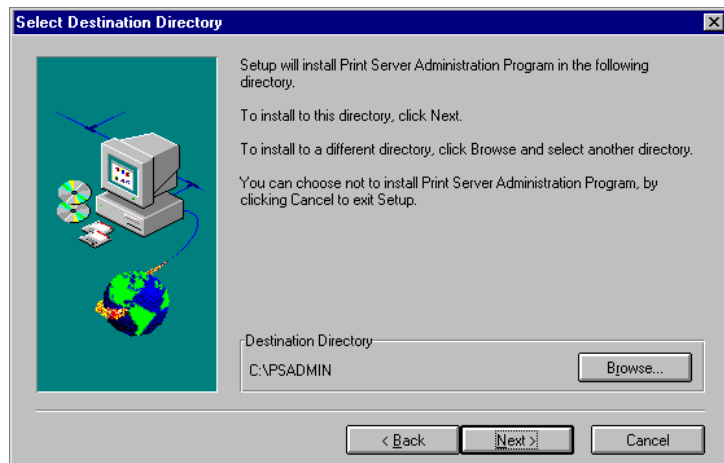 Select Destination Directory
Setup will install Print Server Administration Program in the following
directory.
To install to this directory, click Next.
To install to a different directory, click Browse and select another directory.
You can choose not to install Print Server Administration Program, by
clicking Cancel to exit Setup.
Destination Directory
C:\PSADMIN
Browse...
< Back
Next >
Cancel